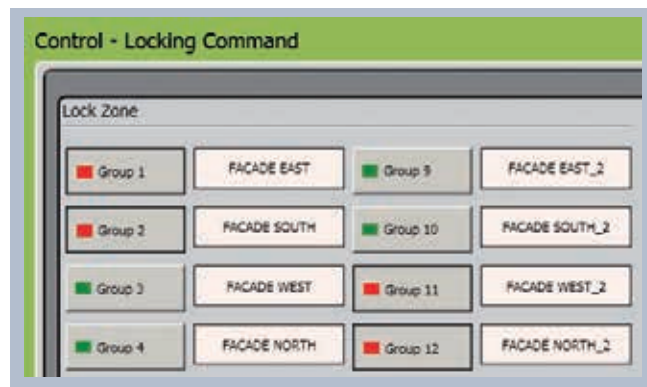 Control - Locking Command
Lock Zone
Group 1 FACADE EAST Group 9 FACADE EAST_2
Group 2 FACADE SOUTH Group 10 FACADE SOUTH_2
Group 3 FACADE WEST Group 11 FACADE WEST_2
Group 4 FACADE NORTH Group 12 FACADE NORTH_2